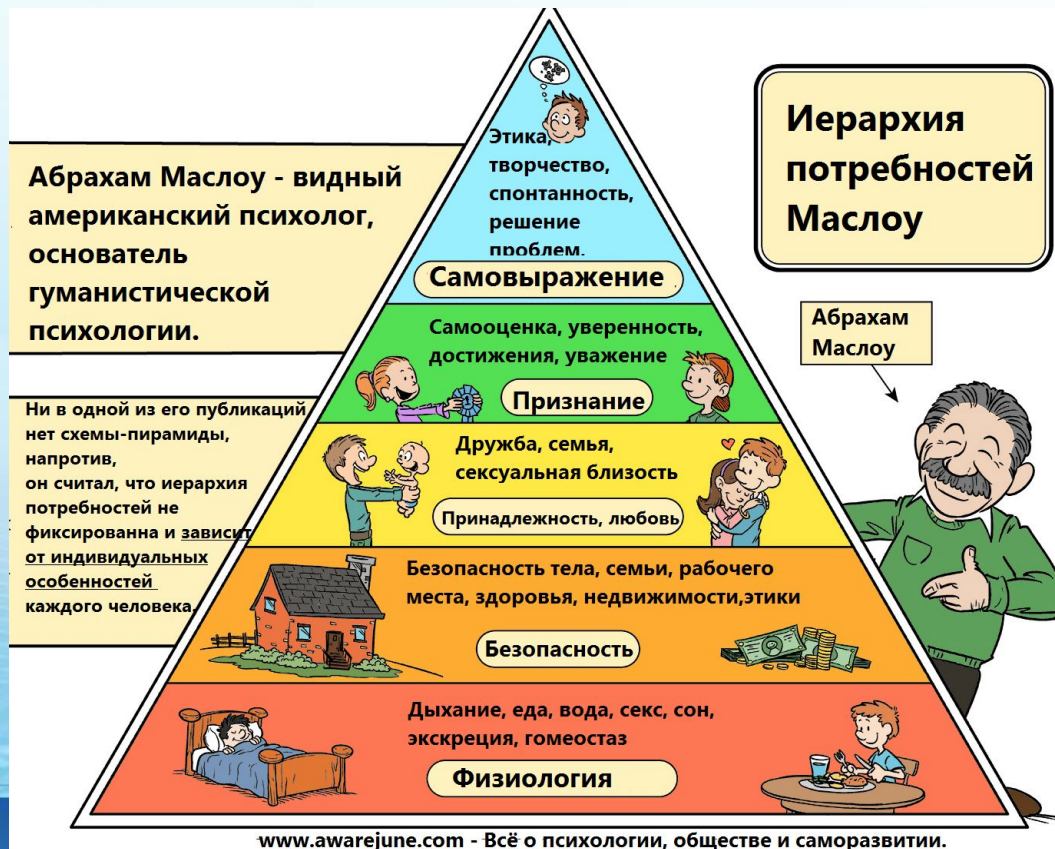 Иерархия
потребностей
Маслоу
Абрахам Маслоу - видный
американский психолог,
основатель
гуманистической
психологии.
Ни в одной из его публикаций
нет схемы-пирамиды,
напротив,
он считал, что иерархия
потребностей не
фиксированна и зависит
от индивидуальных
особенностей
каждого человека.
Этика,
творчество,
спонтанность,
решение
проблем.
Самовыражение
Самооценка, уверенность,
достижения, уважение
1
Признание
Дружба, семья,
сексуальная близость
Принадлежность, любовь
Безопасность тела, семьи, рабочего
места, здоровья, недвижимости,этики
Безопасность
Дыхание, еда, вода, секс, сон,
экскреция, гомеостаз
Физиология
Абрахам
Маслоу
www.awarejune.com - Всё о психологии, обществе и саморазвитии.